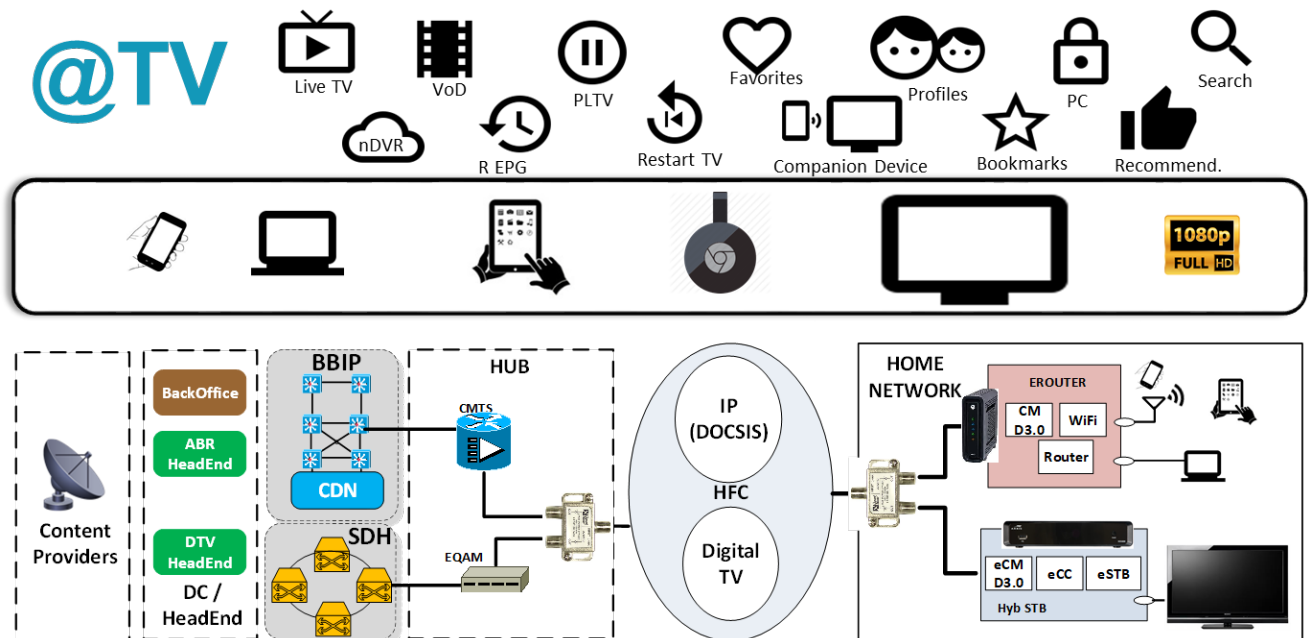 @TV
Live TV
VoD
PLTV
Favorites
Profiles
PC
Search
nDVR
R EPG
Restart TV
Companion Device
Bookmarks
Recommend.
1080p
FULL HD
Content
Providers
BackOffice
ABR
HeadEnd
DTV
HeadEnd
DC /
HeadEnd
BBIP
CDN
SDH
HUB
CMTS
EQAM
IP
(DOCSIS)
HFC
Digital
TV
HOME
NETWORK
EROUTER
CM
D3.0
WiFi
Router
eCM
D3.0
eCC
eSTB
Hyb STB